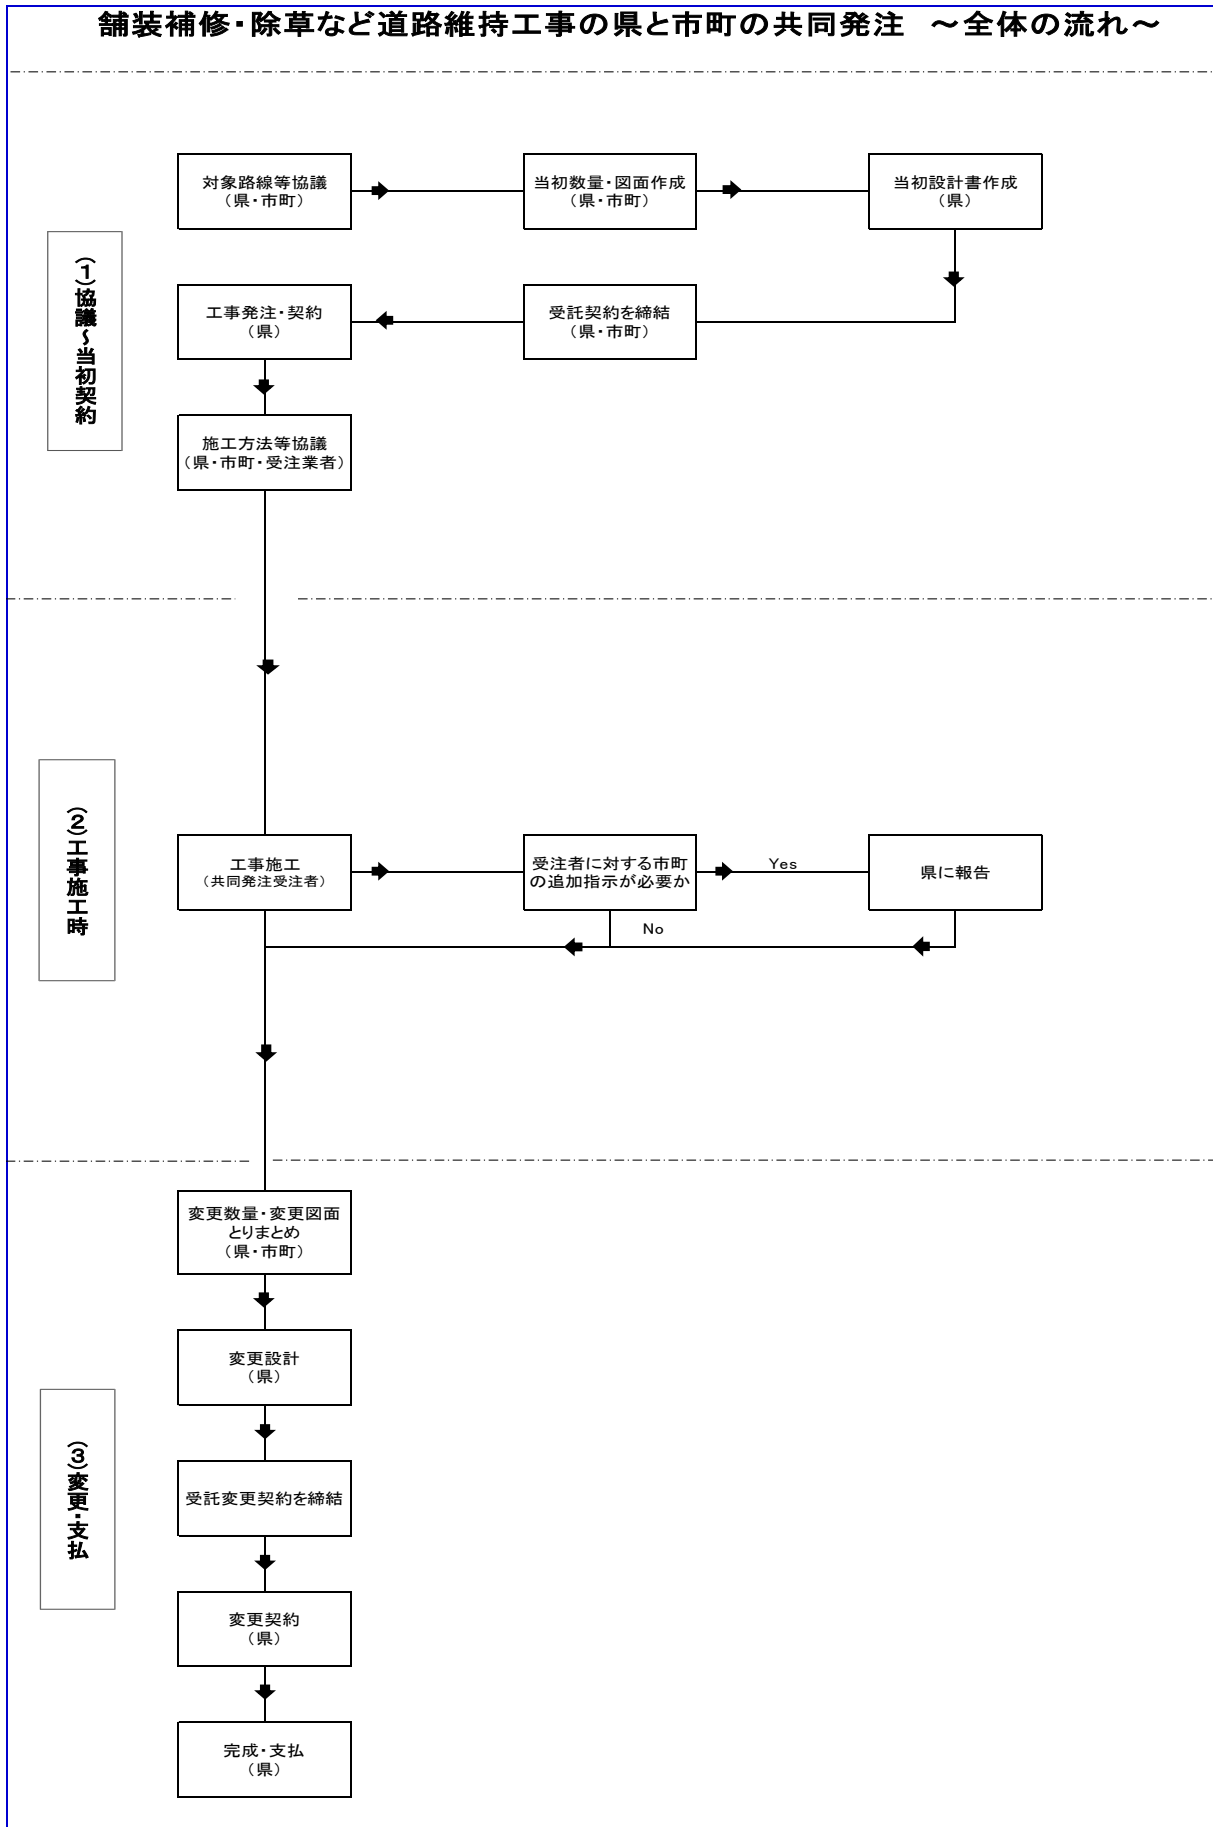 舗装補修・除草など道路維持工事の県と市町の共同発注　～全体の流れ～
（１）協議～当初契約
対象路線等協議
（県・市町）
当初数量・図面作成
（県・市町）
当初設計書作成
（県）
受託契約を締結
（県・市町）
工事発注・契約
（県）
施工方法等協議
（県・市町・受注業者）
（２）工事施工時
工事施工
（共同発注受注者）
受注者に対する市町
の追加指示が必要か
Yes
県に報告
No
（３）変更・支払
変更数量・変更図面
とりまとめ
（県・市町）
変更設計
（県）
受託変更契約を締結
変更契約
（県）
完成・支払
（県）